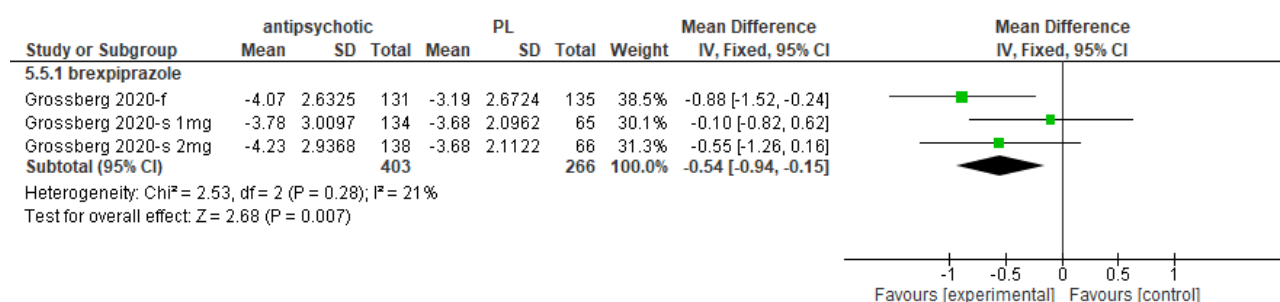 antipsychotic PL Mean Difference Mean Difference
Study or Subgroup Mean SD Total Mean SD Total Weight IV, Fixed, 95% CI IV, Fixed, 95% CI
5.5.1 brexpiprazole
Grossberg 2020-f -4.07 2.6325 131 -3.19 2.6724 135 38.5% -0.88 [-1.52, -0.24]
Grossberg 2020-s 1mg -3.78 3.0097 134 -3.68 2.0962 65 30.1% -0.10 [-0.82, 0.62]
Grossberg 2020-s 2mg -4.23 2.9368 138 -3.68 2.1122 66 31.3% -0.55 [-1.26, 0.16]
Subtotal (95% CI) 403 266 100.0% -0.54 [-0.94, -0.15]
Heterogeneity: Chi² = 2.53, df = 2 (P = 0.28); I² = 21%
Test for overall effect: Z = 2.68 (P = 0.007)
-1 -0.5 0 0.5 1
Favours [experimental] Favours [control]